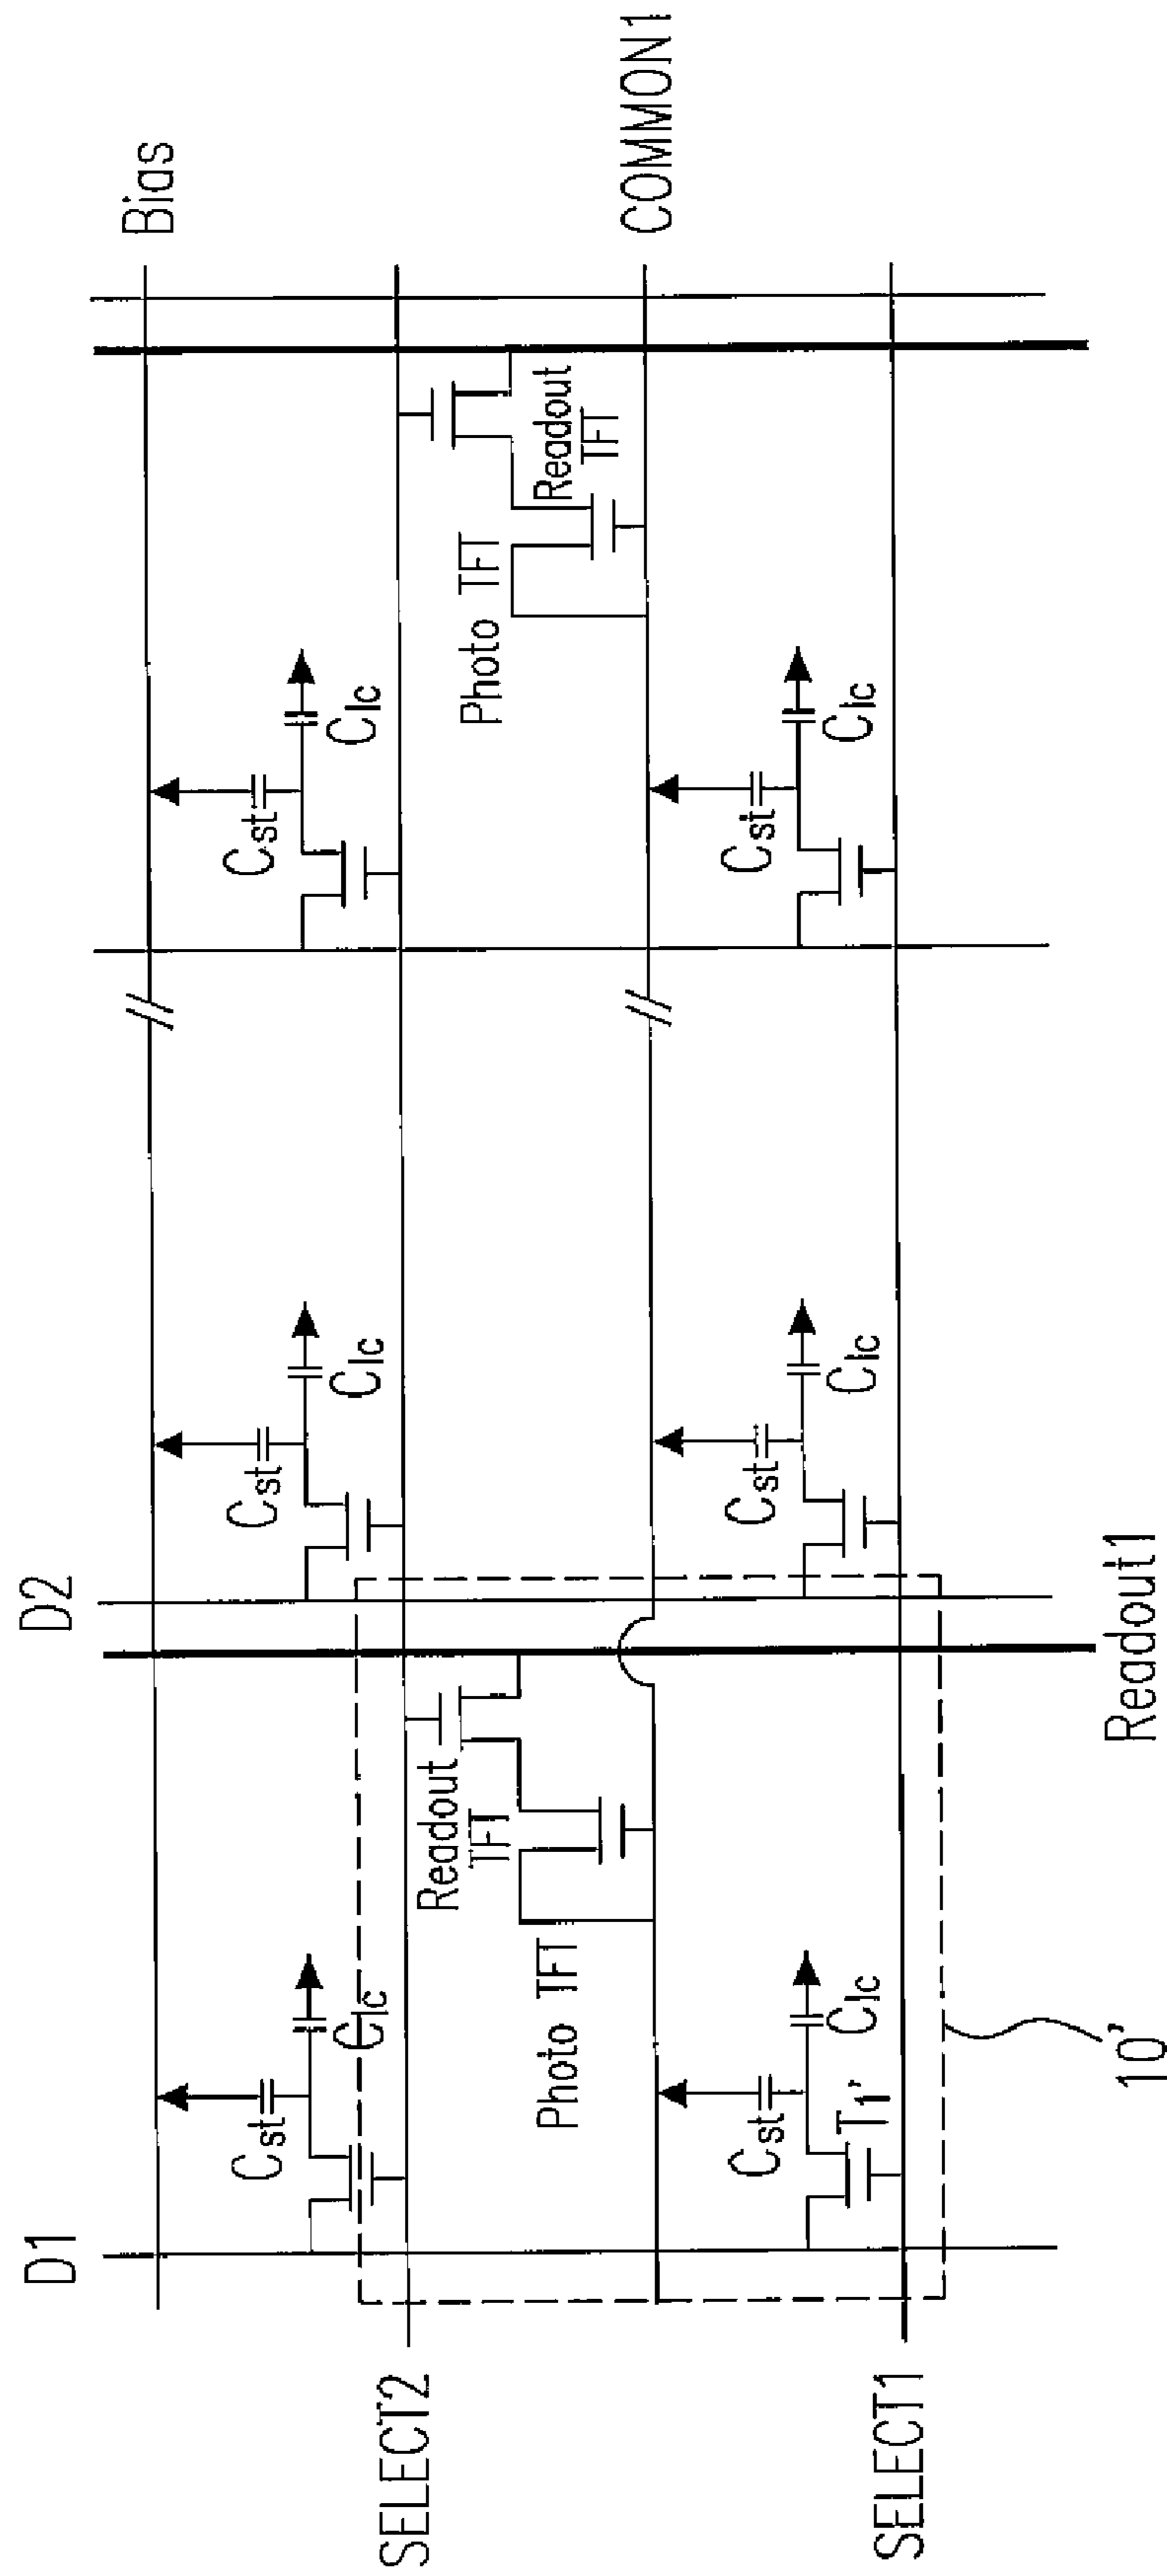 D1
D2
Bias
Cst
Clc
Cst
Clc
Cst
Clc
SELECT2
Readout
TFT
Photo TFT
Photo TFT
Readout
TFT
COMMON1
Cst
Clc
T1'
Cst
Clc
Cst
Clc
SELECT1
10'
Readout1